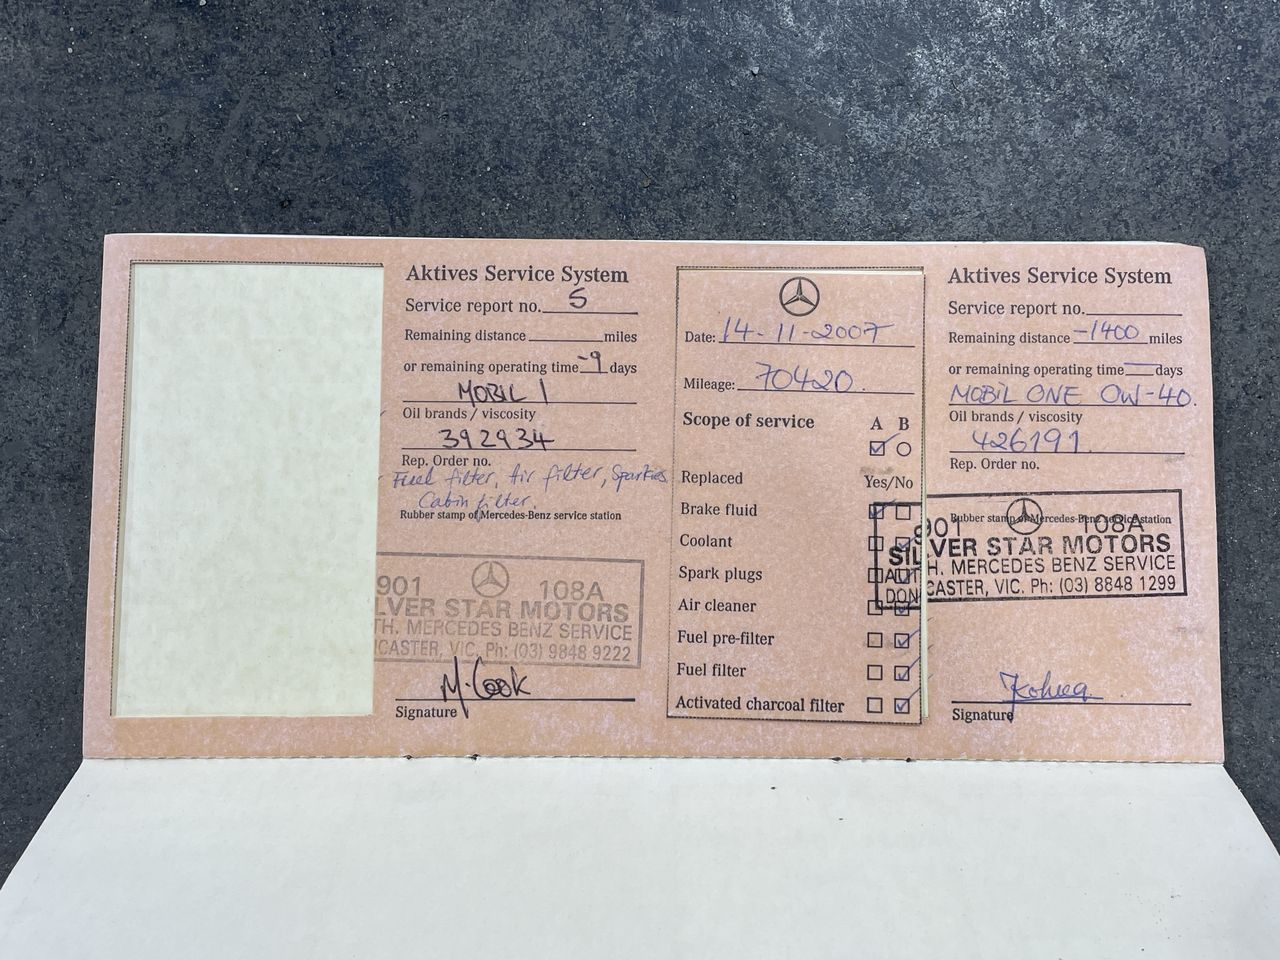 Aktives Service System
Service report no. 5
Remaining distance miles
or remaining operating time -9 days
MOBIL 1
Oil brands / viscosity
392934
Rep. Order no.
Fuel filter, Air filter, Sparkies
Cabin filter.
Rubber stamp of Mercedes-Benz service station
901 108A
LVER STAR MOTORS
TH. MERCEDES BENZ SERVICE
CASTER, VIC. Ph: (03) 9848 9222
M. Cook
Signature
Date: 14-11-2007
Mileage: 70420.
Scope of service A B
Replaced Yes/No
Brake fluid
Coolant
Spark plugs
Air cleaner
Fuel pre-filter
Fuel filter
Activated charcoal filter
Aktives Service System
Service report no.
Remaining distance -1400 miles
or remaining operating time days
MOBIL ONE 0W-40.
Oil brands / viscosity
426191
Rep. Order no.
Rubber stamp of Mercedes-Benz service station
901 108A
SILVER STAR MOTORS
AUTH. MERCEDES BENZ SERVICE
DONCASTER, VIC. Ph: (03) 8848 1299
Signature